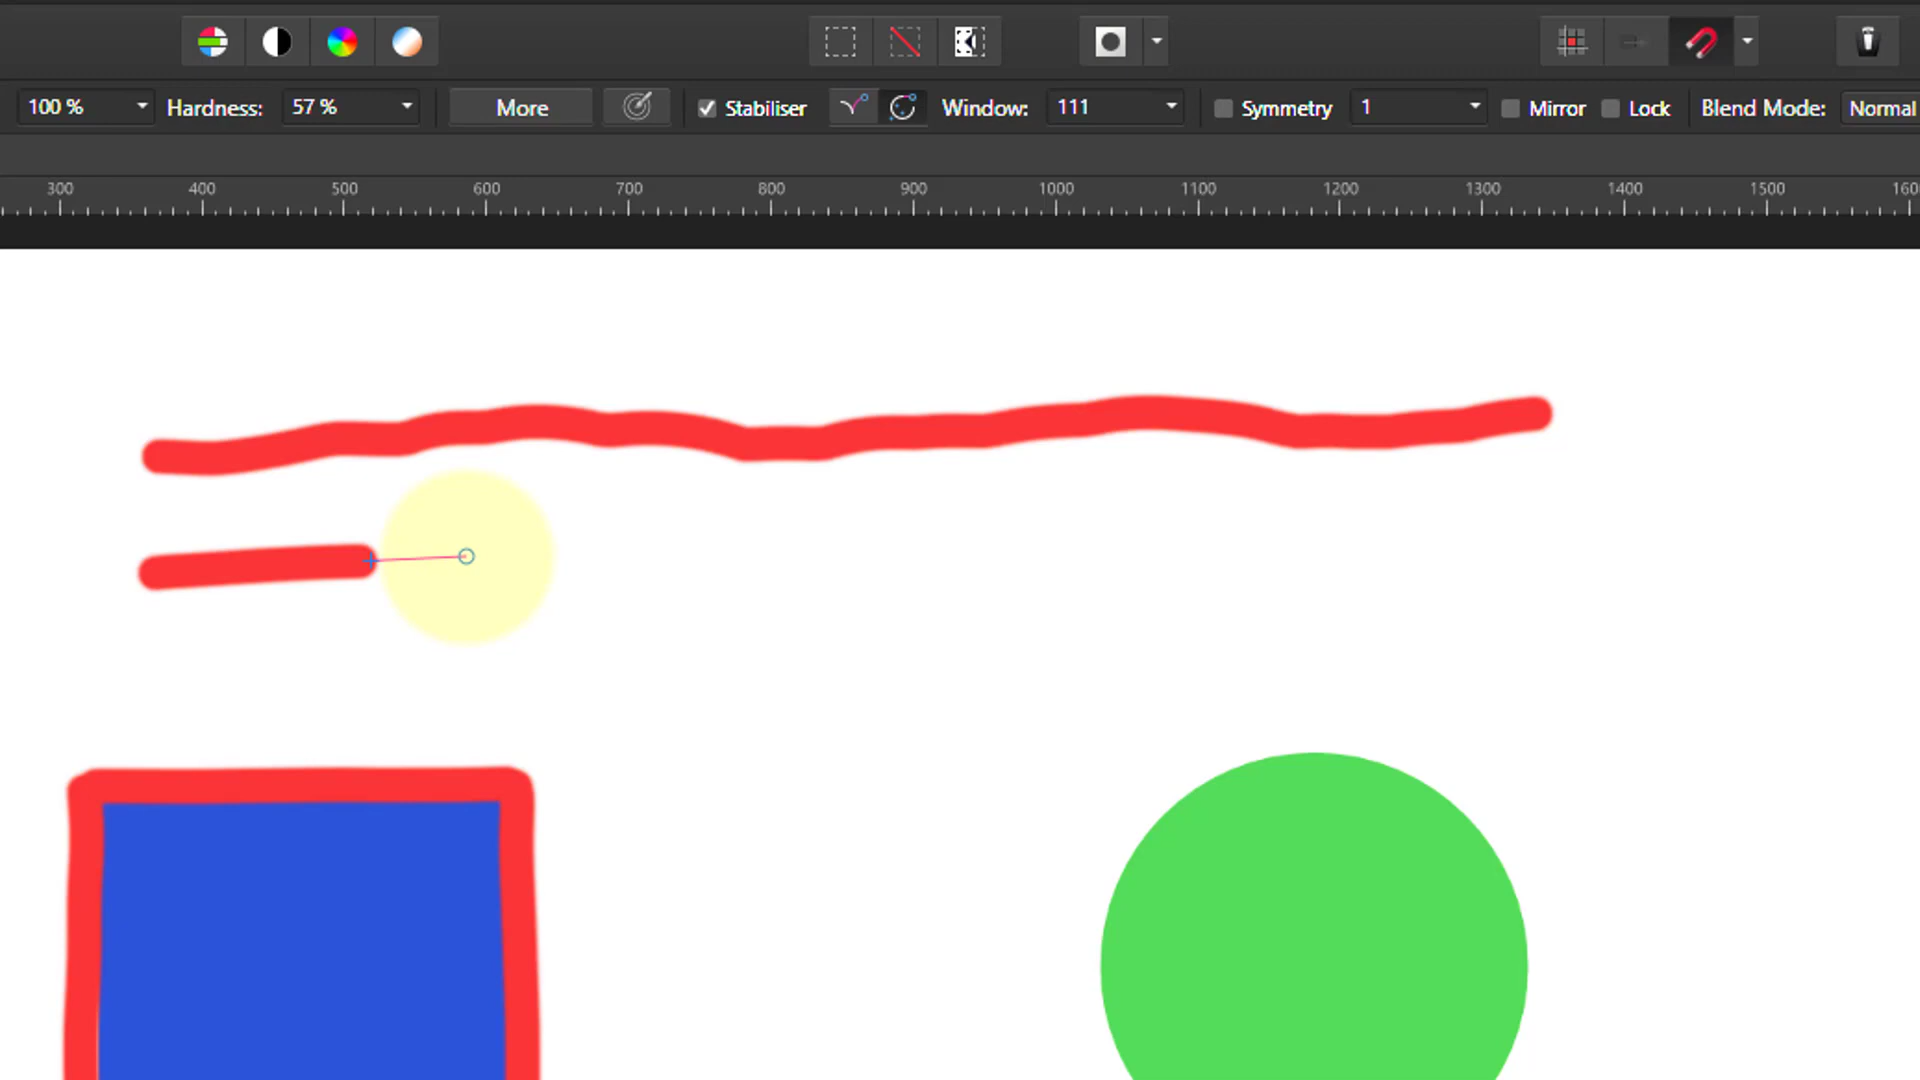 100 % Hardness: 57 % More Stabiliser Window: 111 Symmetry 1 Mirror Lock Blend Mode: Normal
300 400 500 600 700 800 900 1000 1100 1200 1300 1400 1500 160